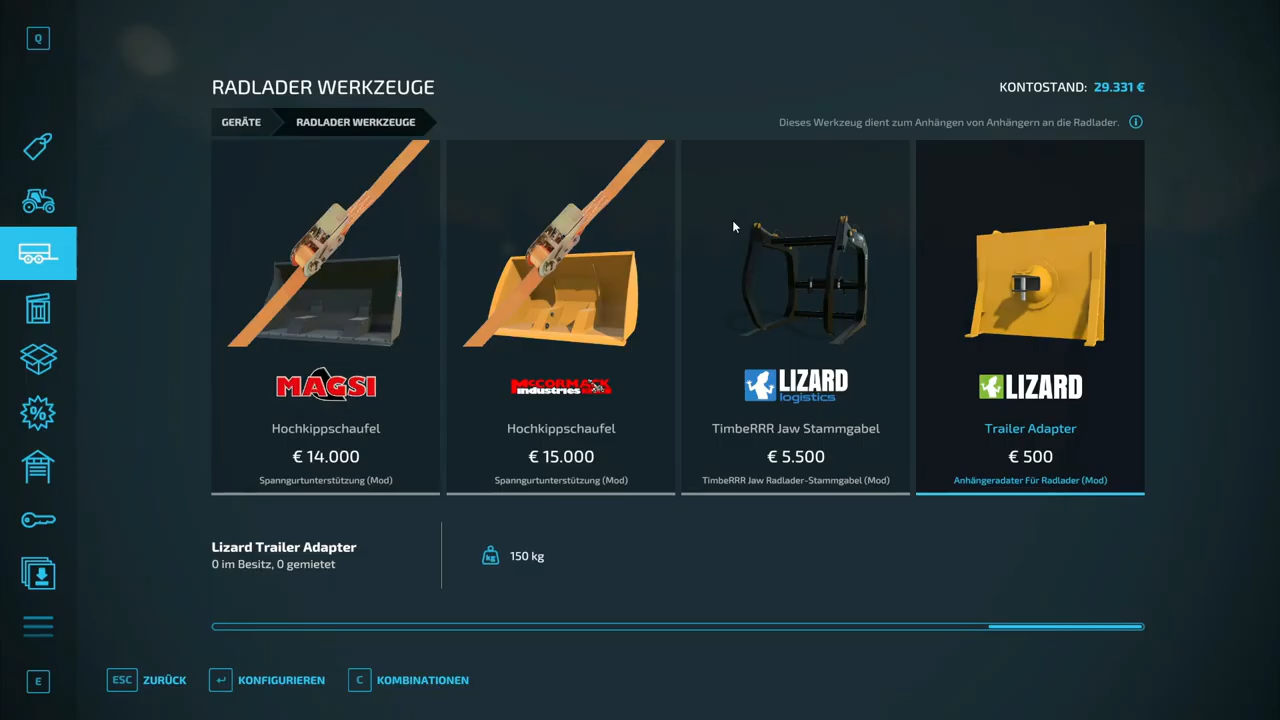 Q
RADLADER WERKZEUGE
KONTOSTAND: 29.331 €
GERÄTE
RADLADER WERKZEUGE
Dieses Werkzeug dient zum Anhängen von Anhängern an die Radlader.
MAGSI
Hochkippschaufel
€ 14.000
Spanngurtunterstützung (Mod)
McCORMACK
industries
Hochkippschaufel
€ 15.000
Spanngurtunterstützung (Mod)
LIZARD
logistics
TimbeRRR Jaw Stammgabel
€ 5.500
TimbeRRR Jaw Radlader-Stammgabel (Mod)
LIZARD
Trailer Adapter
€ 500
Anhängeradater Für Radlader (Mod)
Lizard Trailer Adapter
0 im Besitz, 0 gemietet
kg
150 kg
E
ESC ZURÜCK
KONFIGURIEREN
C KOMBINATIONEN